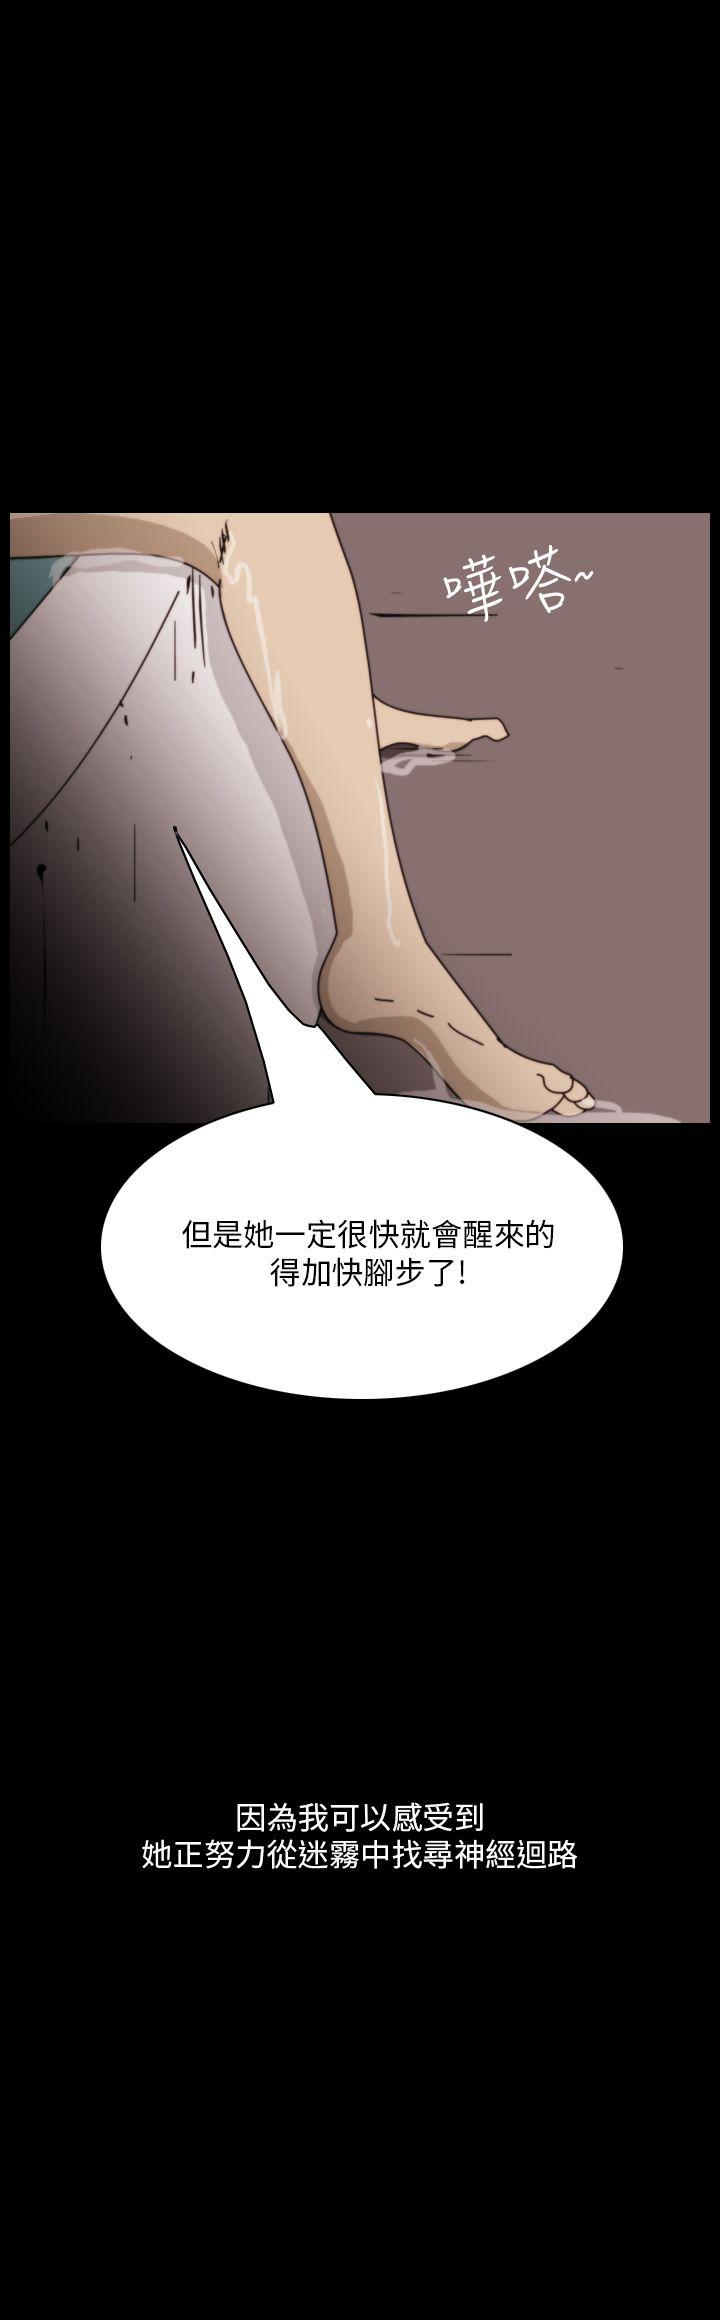 嘩嗒~
但是她一定很快就會醒來的
得加快腳步了!
因為我可以感受到
她正努力從迷霧中找尋神經迴路